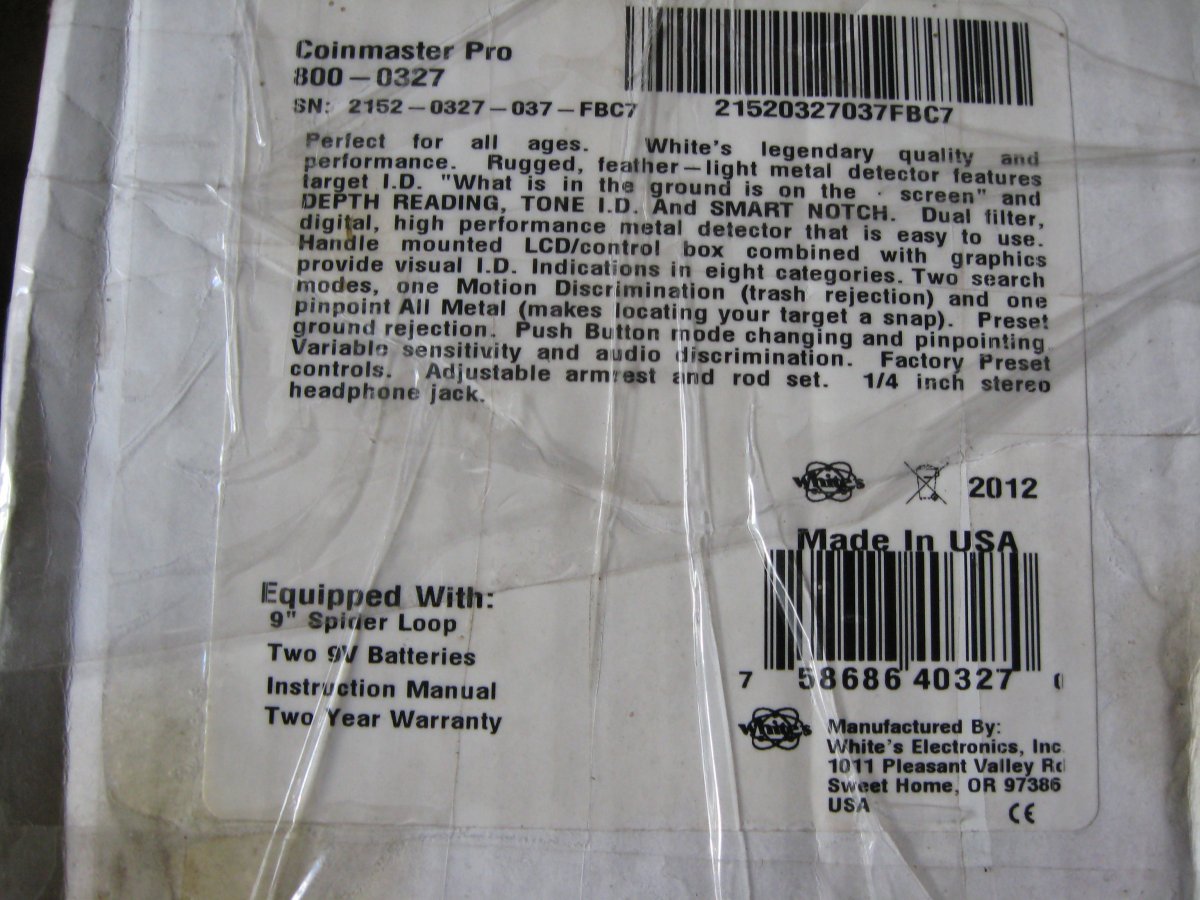 Coinmaster Pro
800-0327
SN: 2152-0327-037-FBC7
21520327037FBC7
Perfect for all ages. White's legendary quality and
performance. Rugged, feather-light metal detector features
target I.D. "What is in the ground is on the screen" and
DEPTH READING, TONE I.D. And SMART NOTCH. Dual filter,
digital, high performance metal detector that is easy to use.
Handle mounted LCD/control box combined with graphics
provide visual I.D. Indications in eight categories. Two search
modes, one Motion Discrimination (trash rejection) and one
pinpoint All Metal (makes locating your target a snap). Preset
ground rejection. Push Button mode changing and pinpointing.
Variable sensitivity and audio discrimination. Factory Preset
controls. Adjustable armrest and rod set. 1/4 inch stereo
headphone jack.
White's
2012
Made In USA
Equipped With:
9" Spider Loop
Two 9V Batteries
Instruction Manual
Two Year Warranty
7 58686 40327 0
White's
Manufactured By:
White's Electronics, Inc
1011 Pleasant Valley Rd
Sweet Home, OR 97386
USA
CE